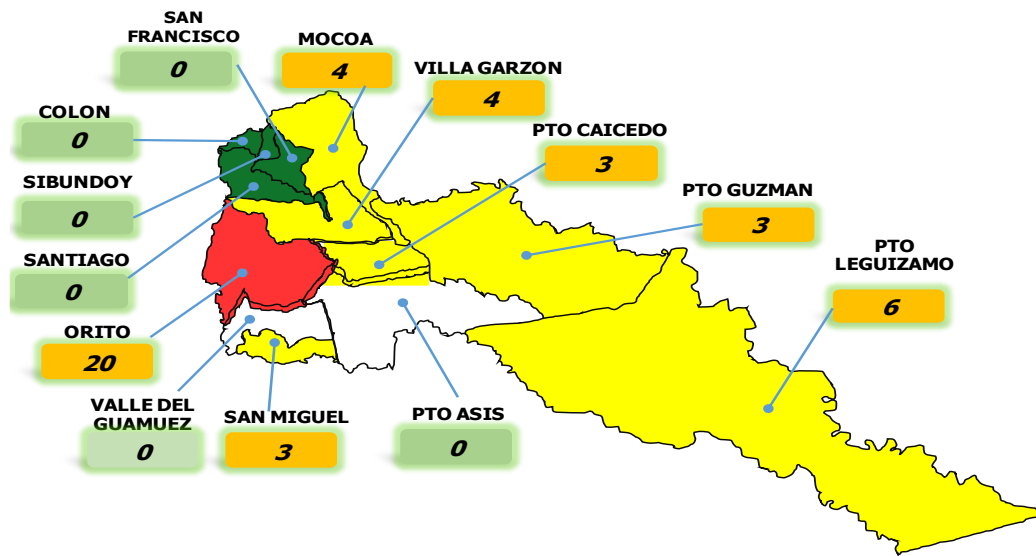 SAN
FRANCISCO
0
MOCOA
4
VILLA GARZON
4
COLON
0
PTO CAICEDO
3
SIBUNDOY
0
PTO GUZMAN
3
SANTIAGO
0
PTO
LEGUIZAMO
6
ORITO
20
VALLE DEL
GUAMUEZ
0
SAN MIGUEL
3
PTO ASIS
0